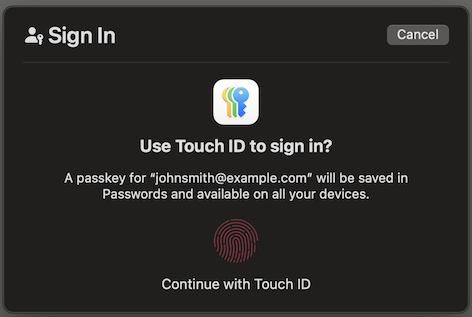 Sign In
Cancel
Use Touch ID to sign in?
A passkey for “johnsmith@example.com” will be saved in
Passwords and available on all your devices.
Continue with Touch ID